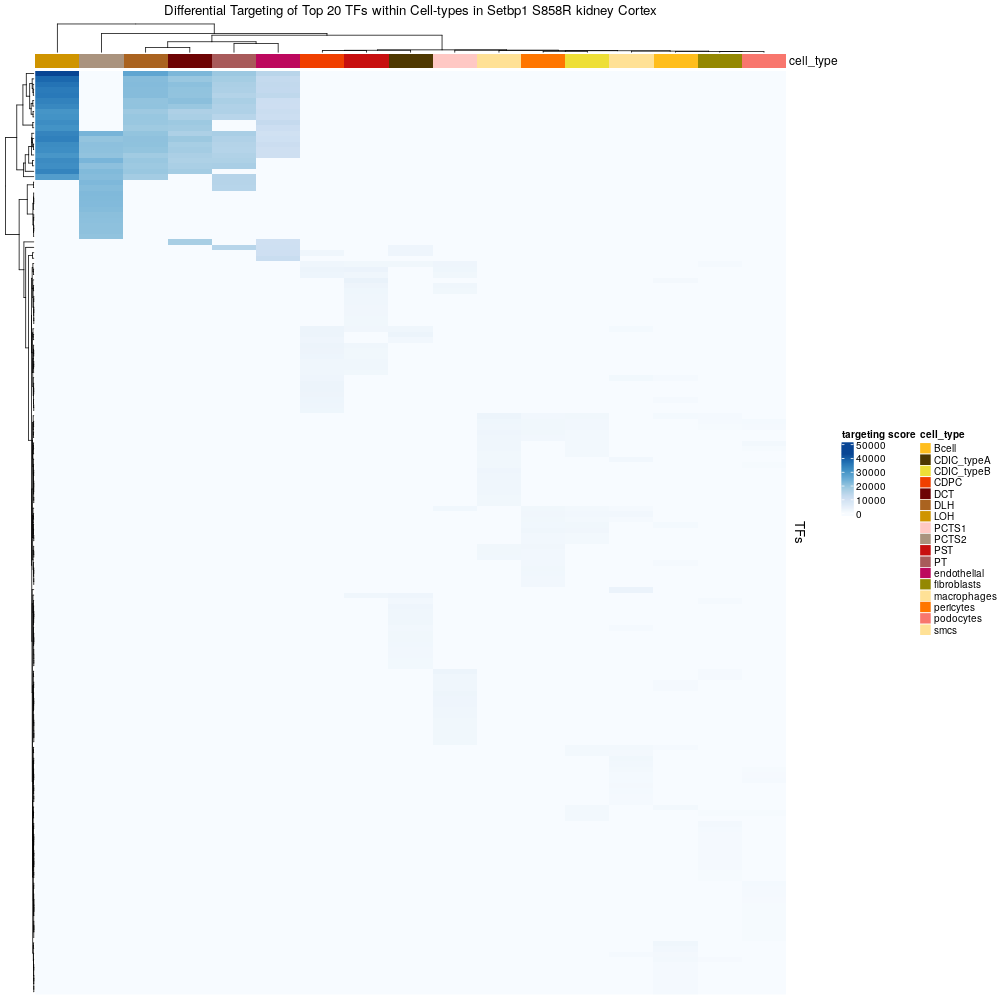 Differential Targeting of Top 20 TFs within Cell-types in Setbp1 S858R kidney Cortex
cell_type
TFs
targeting score
50000
40000
30000
20000
10000
0
cell_type
Bcell
CDIC_typeA
CDIC_typeB
CDPC
DCT
DLH
LOH
PCTS1
PCTS2
PST
PT
endothelial
fibroblasts
macrophages
pericytes
podocytes
smcs